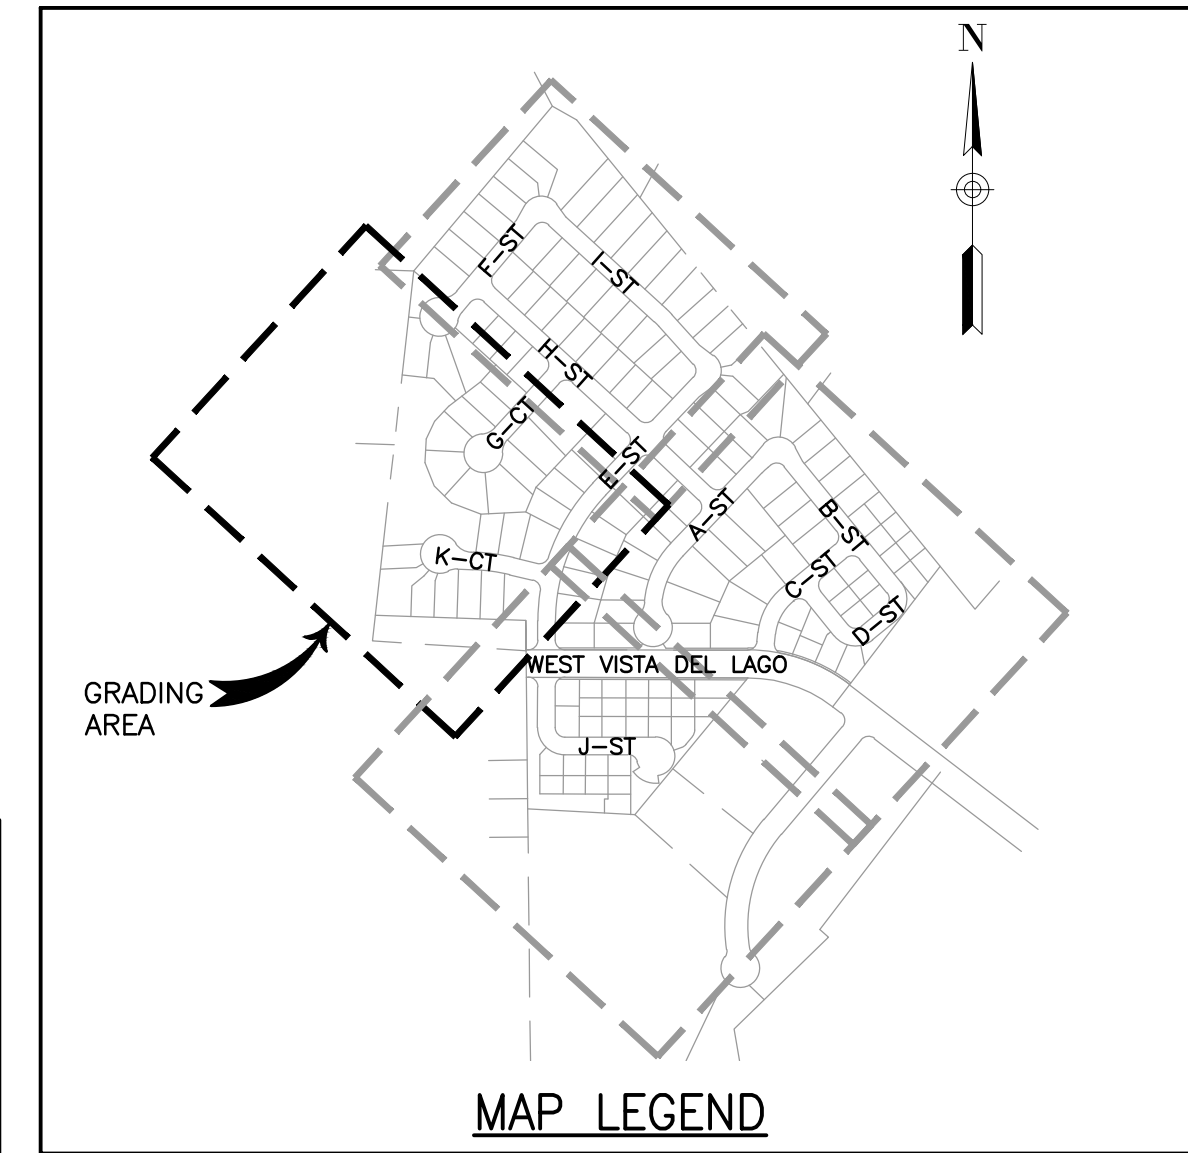 N
F-ST
I-ST
H-ST
G-CT
E-ST
A-ST
B-ST
C-ST
K-CT
D-ST
WEST VISTA DEL LAGO
GRADING
AREA
J-ST
MAP LEGEND